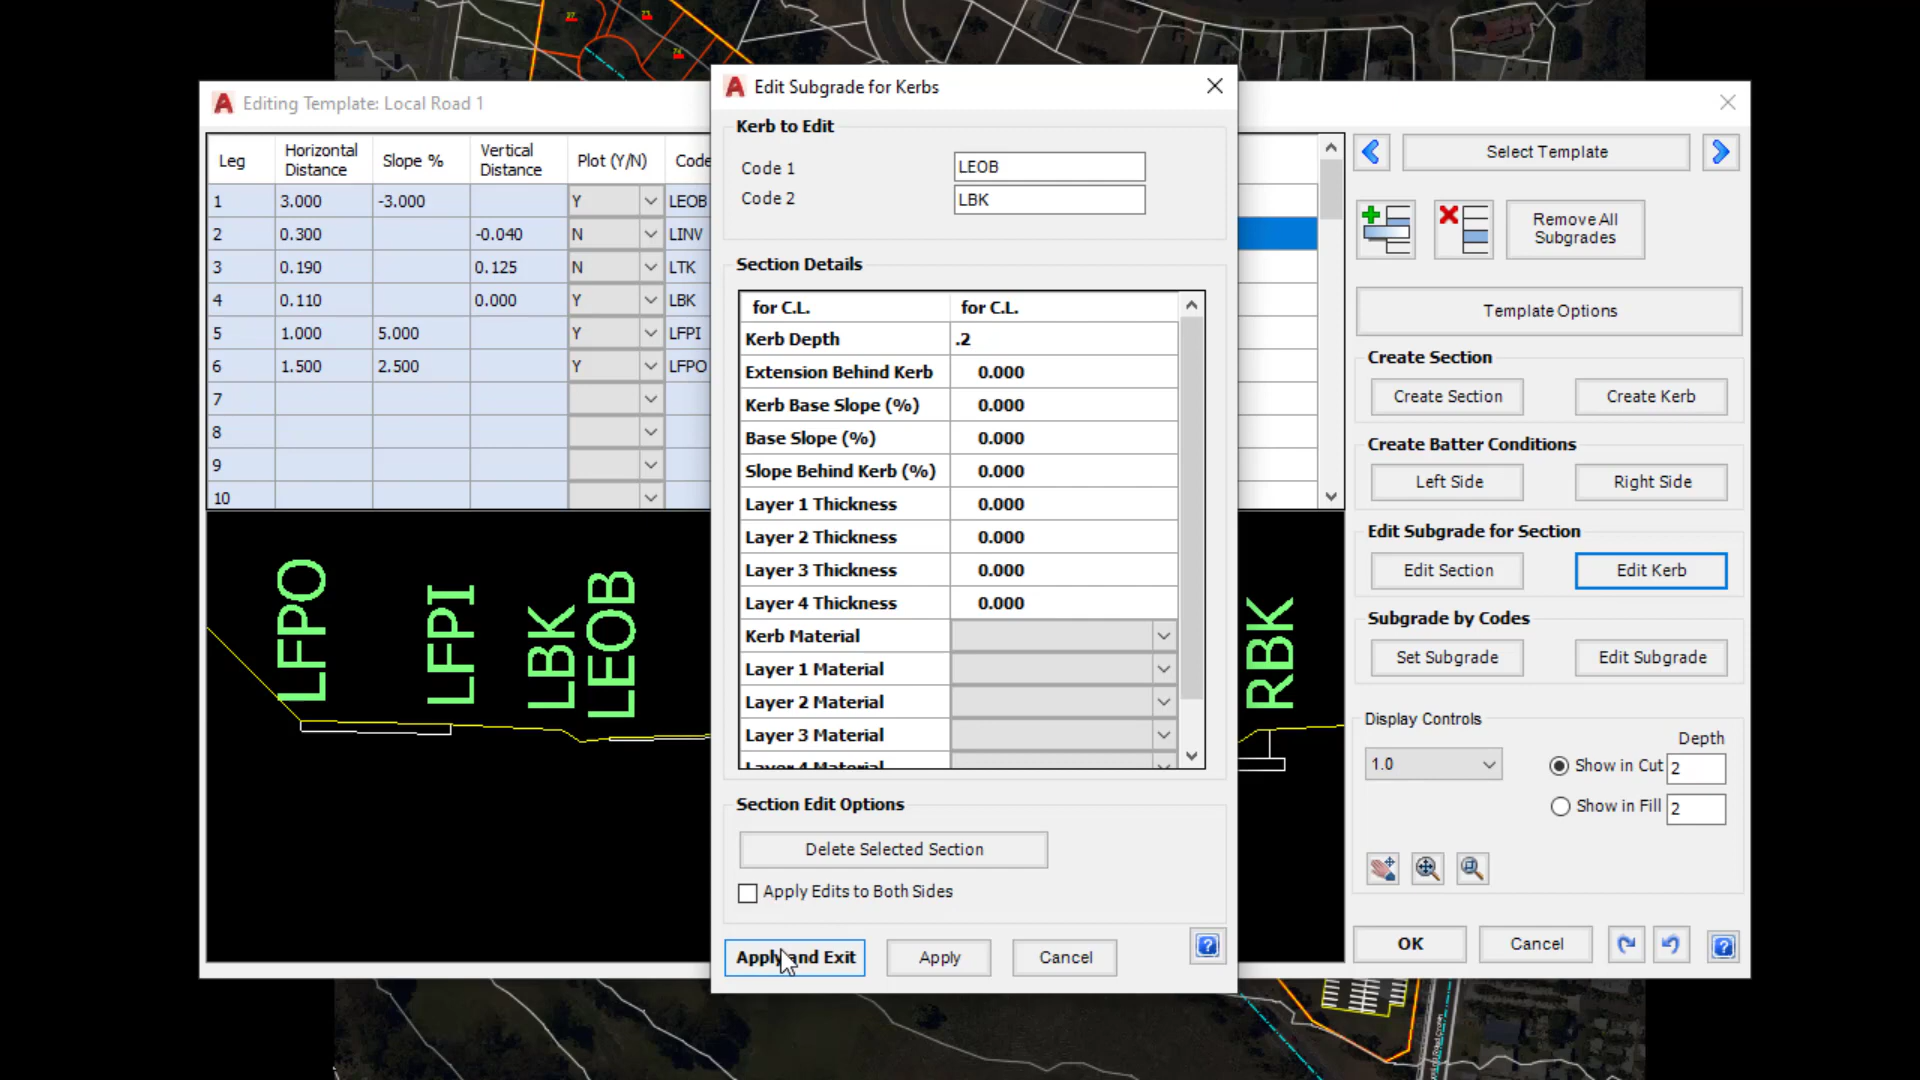 27
73
74
Editing Template: Local Road 1
Leg
Horizontal Distance
Slope %
Vertical Distance
Plot (Y/N)
Code
1 3.000 -3.000 Y LEOB
2 0.300 -0.040 N LINV
3 0.190 0.125 N LTK
4 0.110 0.000 Y LBK
5 1.000 5.000 Y LFPI
6 1.500 2.500 Y LFPO
7
8
9
10
LFPO
LFPI
LBK
LEOB
RBK
Edit Subgrade for Kerbs
Kerb to Edit
Code 1 LEOB
Code 2 LBK
Section Details
for C.L. for C.L.
Kerb Depth .2
Extension Behind Kerb 0.000
Kerb Base Slope (%) 0.000
Base Slope (%) 0.000
Slope Behind Kerb (%) 0.000
Layer 1 Thickness 0.000
Layer 2 Thickness 0.000
Layer 3 Thickness 0.000
Layer 4 Thickness 0.000
Kerb Material
Layer 1 Material
Layer 2 Material
Layer 3 Material
Layer 4 Material
Section Edit Options
Delete Selected Section
Apply Edits to Both Sides
Apply and Exit
Apply
Cancel
Select Template
Remove All
Subgrades
Template Options
Create Section
Create Section Create Kerb
Create Batter Conditions
Left Side Right Side
Edit Subgrade for Section
Edit Section Edit Kerb
Subgrade by Codes
Set Subgrade Edit Subgrade
Display Controls
Depth
1.0
Show in Cut 2
Show in Fill 2
OK
Cancel